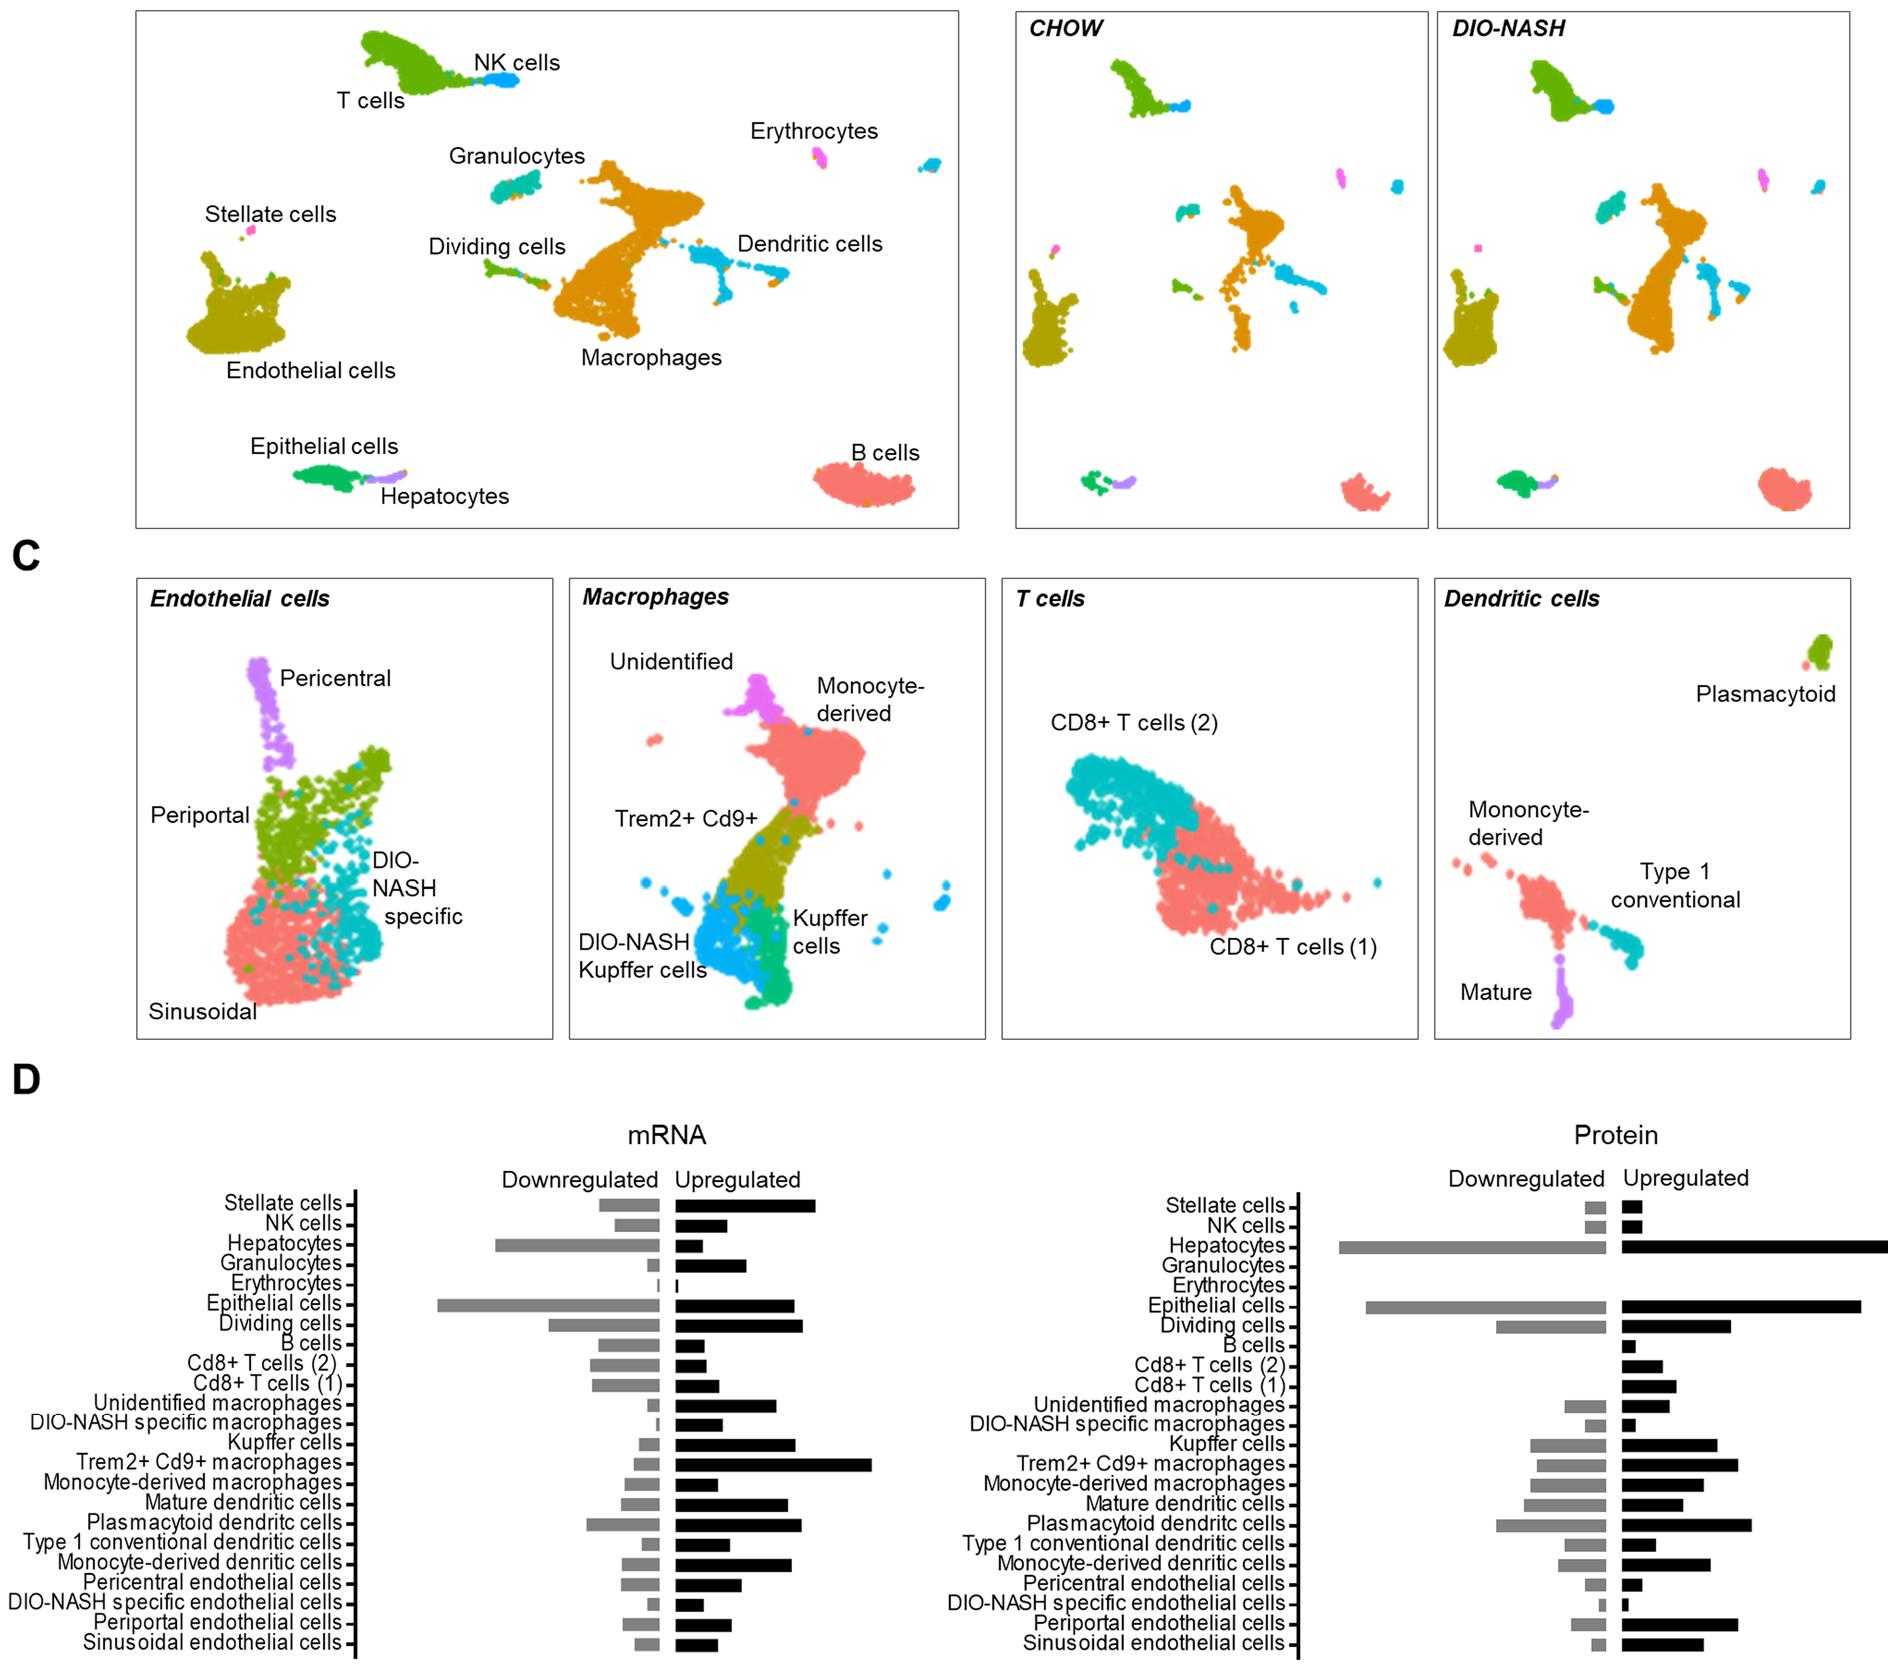 CHOW
DIO-NASH
NK cells
T cells
Erythrocytes
Granulocytes
Stellate cells
Dividing cells
Dendritic cells
Macrophages
Endothelial cells
Epithelial cells
B cells
Hepatocytes
C
Endothelial cells
Macrophages
T cells
Dendritic cells
Pericentral
Periportal
DIO-
NASH
specific
Sinusoidal
Unidentified
Monocyte-
derived
Trem2+ Cd9+
Kupffer
cells
DIO-NASH
Kupffer cells
CD8+ T cells (2)
CD8+ T cells (1)
Plasmacytoid
Mononcyte-
derived
Type 1
conventional
Mature
D
mRNA
Downregulated
Upregulated
Stellate cells
NK cells
Hepatocytes
Granulocytes
Erythrocytes
Epithelial cells
Dividing cells
B cells
Cd8+ T cells (2)
Cd8+ T cells (1)
Unidentified macrophages
DIO-NASH specific macrophages
Kupffer cells
Trem2+ Cd9+ macrophages
Monocyte-derived macrophages
Mature dendritic cells
Plasmacytoid dendritc cells
Type 1 conventional dendritic cells
Monocyte-derived denritic cells
Pericentral endothelial cells
DIO-NASH specific endothelial cells
Periportal endothelial cells
Sinusoidal endothelial cells
Protein
Downregulated
Upregulated
Stellate cells
NK cells
Hepatocytes
Granulocytes
Erythrocytes
Epithelial cells
Dividing cells
B cells
Cd8+ T cells (2)
Cd8+ T cells (1)
Unidentified macrophages
DIO-NASH specific macrophages
Kupffer cells
Trem2+ Cd9+ macrophages
Monocyte-derived macrophages
Mature dendritic cells
Plasmacytoid dendritc cells
Type 1 conventional dendritic cells
Monocyte-derived denritic cells
Pericentral endothelial cells
DIO-NASH specific endothelial cells
Periportal endothelial cells
Sinusoidal endothelial cells